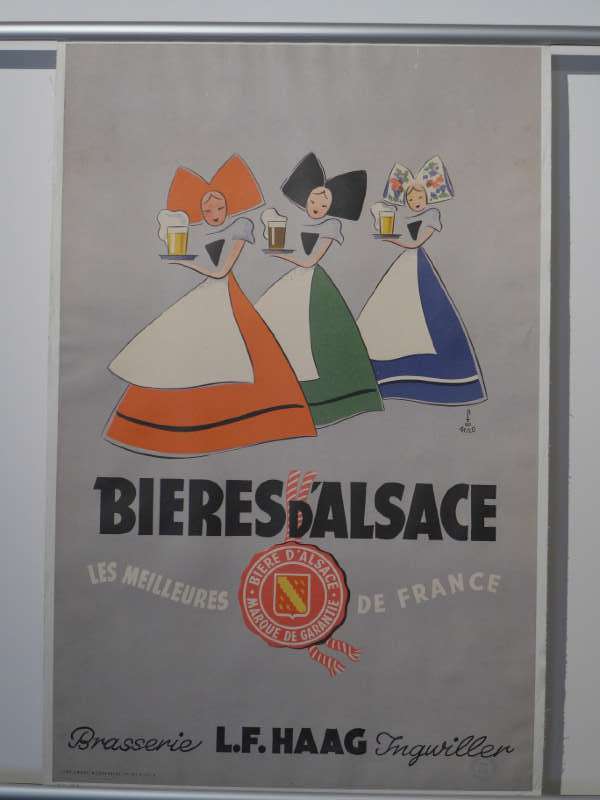 BIERES D'ALSACE
LES MEILLEURES DE FRANCE
BIERE D'ALSACE
MARQUE DE GARANTIE
Brasserie L.F. HAAG Ingwiller